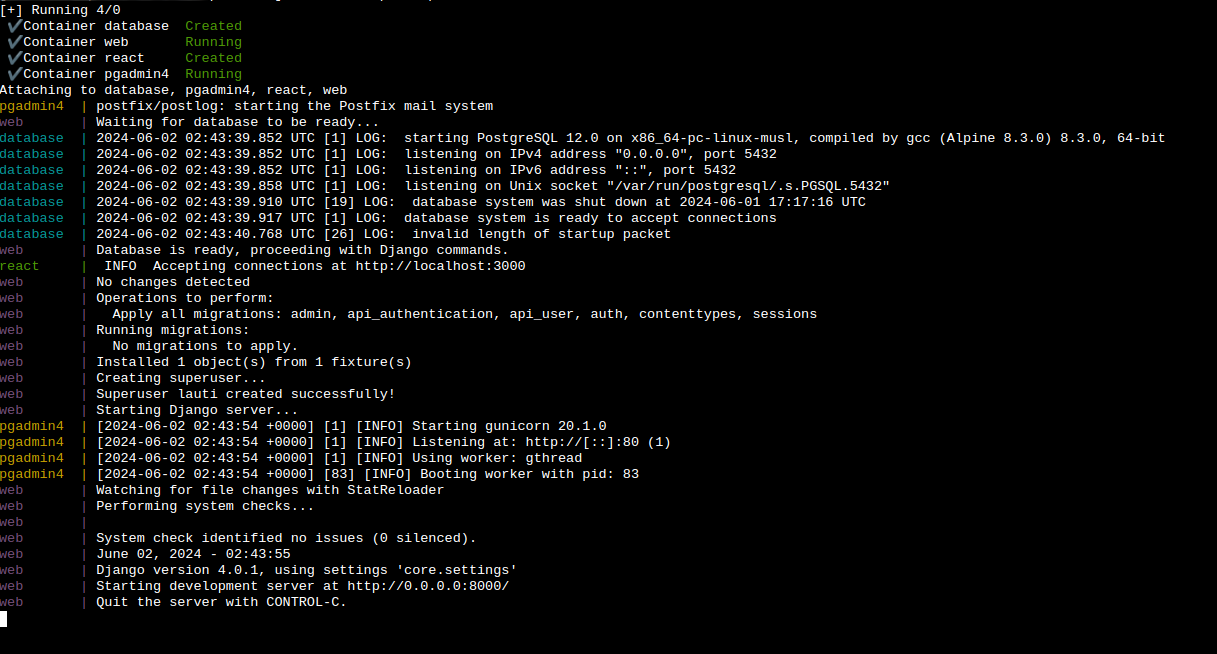 [+] Running 4/0
✔Container database  Created
✔Container web       Running
✔Container react     Created
✔Container pgadmin4  Running
Attaching to database, pgadmin4, react, web
pgadmin4  | postfix/postlog: starting the Postfix mail system
web       | Waiting for database to be ready...
database  | 2024-06-02 02:43:39.852 UTC [1] LOG:  starting PostgreSQL 12.0 on x86_64-pc-linux-musl, compiled by gcc (Alpine 8.3.0) 8.3.0, 64-bit
database  | 2024-06-02 02:43:39.852 UTC [1] LOG:  listening on IPv4 address "0.0.0.0", port 5432
database  | 2024-06-02 02:43:39.852 UTC [1] LOG:  listening on IPv6 address "::", port 5432
database  | 2024-06-02 02:43:39.858 UTC [1] LOG:  listening on Unix socket "/var/run/postgresql/.s.PGSQL.5432"
database  | 2024-06-02 02:43:39.910 UTC [19] LOG:  database system was shut down at 2024-06-01 17:17:16 UTC
database  | 2024-06-02 02:43:39.917 UTC [1] LOG:  database system is ready to accept connections
database  | 2024-06-02 02:43:40.768 UTC [26] LOG:  invalid length of startup packet
web       | Database is ready, proceeding with Django commands.
react     |  INFO  Accepting connections at http://localhost:3000
web       | No changes detected
web       | Operations to perform:
web       |   Apply all migrations: admin, api_authentication, api_user, auth, contenttypes, sessions
web       | Running migrations:
web       |   No migrations to apply.
web       | Installed 1 object(s) from 1 fixture(s)
web       | Creating superuser...
web       | Superuser lauti created successfully!
web       | Starting Django server...
pgadmin4  | [2024-06-02 02:43:54 +0000] [1] [INFO] Starting gunicorn 20.1.0
pgadmin4  | [2024-06-02 02:43:54 +0000] [1] [INFO] Listening at: http://[::]:80 (1)
pgadmin4  | [2024-06-02 02:43:54 +0000] [1] [INFO] Using worker: gthread
pgadmin4  | [2024-06-02 02:43:54 +0000] [83] [INFO] Booting worker with pid: 83
web       | Watching for file changes with StatReloader
web       | Performing system checks...
web       |
web       | System check identified no issues (0 silenced).
web       | June 02, 2024 - 02:43:55
web       | Django version 4.0.1, using settings 'core.settings'
web       | Starting development server at http://0.0.0.0:8000/
web       | Quit the server with CONTROL-C.